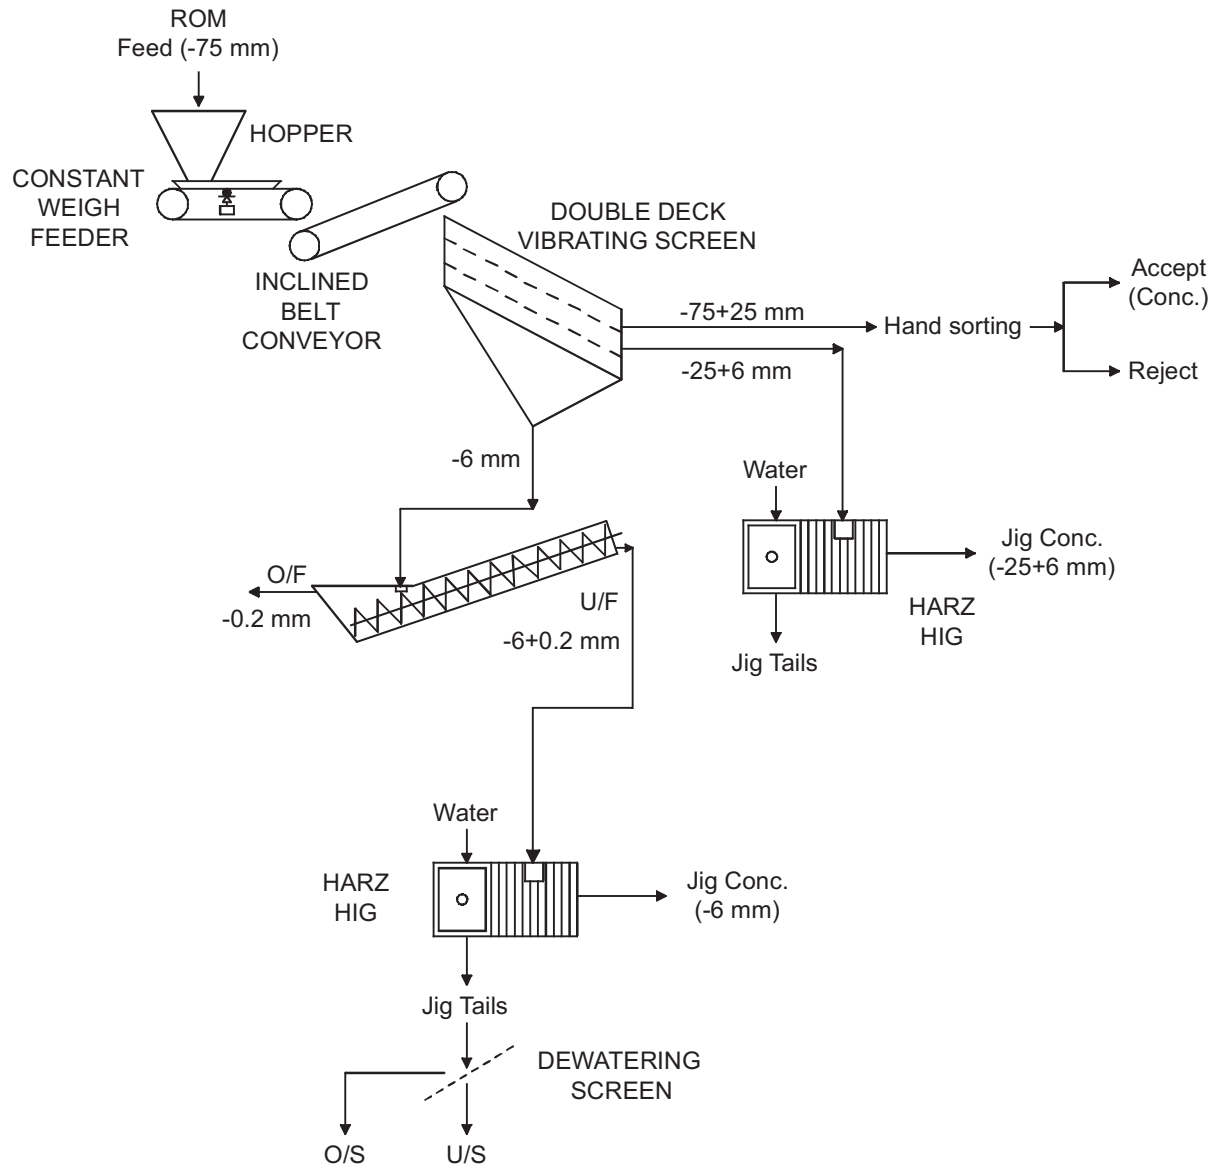 ROM
Feed (-75 mm)
HOPPER
CONSTANT
WEIGH
FEEDER
INCLINED
BELT
CONVEYOR
DOUBLE DECK
VIBRATING SCREEN
-75+25 mm
Hand sorting
Accept
(Conc.)
Reject
-25+6 mm
-6 mm
Water
Jig Conc.
(-25+6 mm)
HARZ
HIG
Jig Tails
O/F
-0.2 mm
U/F
-6+0.2 mm
Water
HARZ
HIG
Jig Conc.
(-6 mm)
Jig Tails
DEWATERING
SCREEN
O/S
U/S